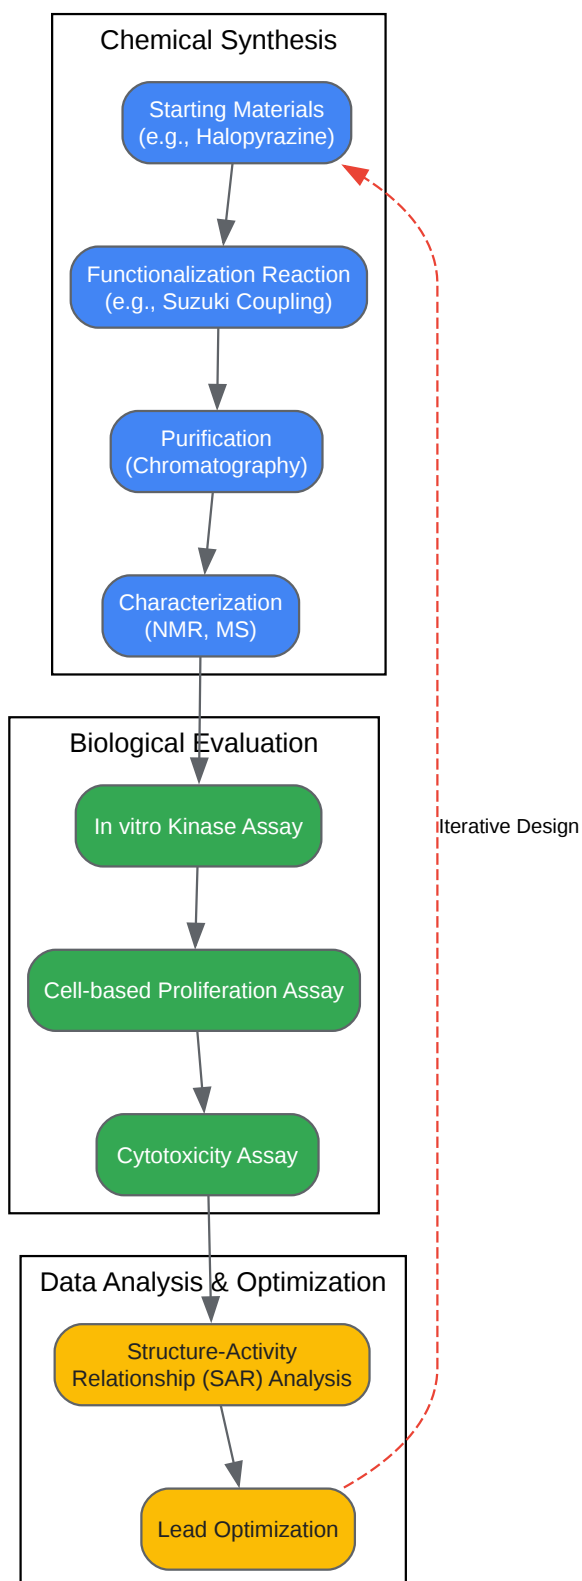 Chemical Synthesis
Starting Materials
(e.g., Halopyrazine)
Functionalization Reaction
(e.g., Suzuki Coupling)
Purification
(Chromatography)
Characterization
(NMR, MS)
Biological Evaluation
In vitro Kinase Assay
Iterative Design
Cell-based Proliferation Assay
Cytotoxicity Assay
Data Analysis & Optimization
Structure-Activity
Relationship (SAR) Analysis
Lead Optimization